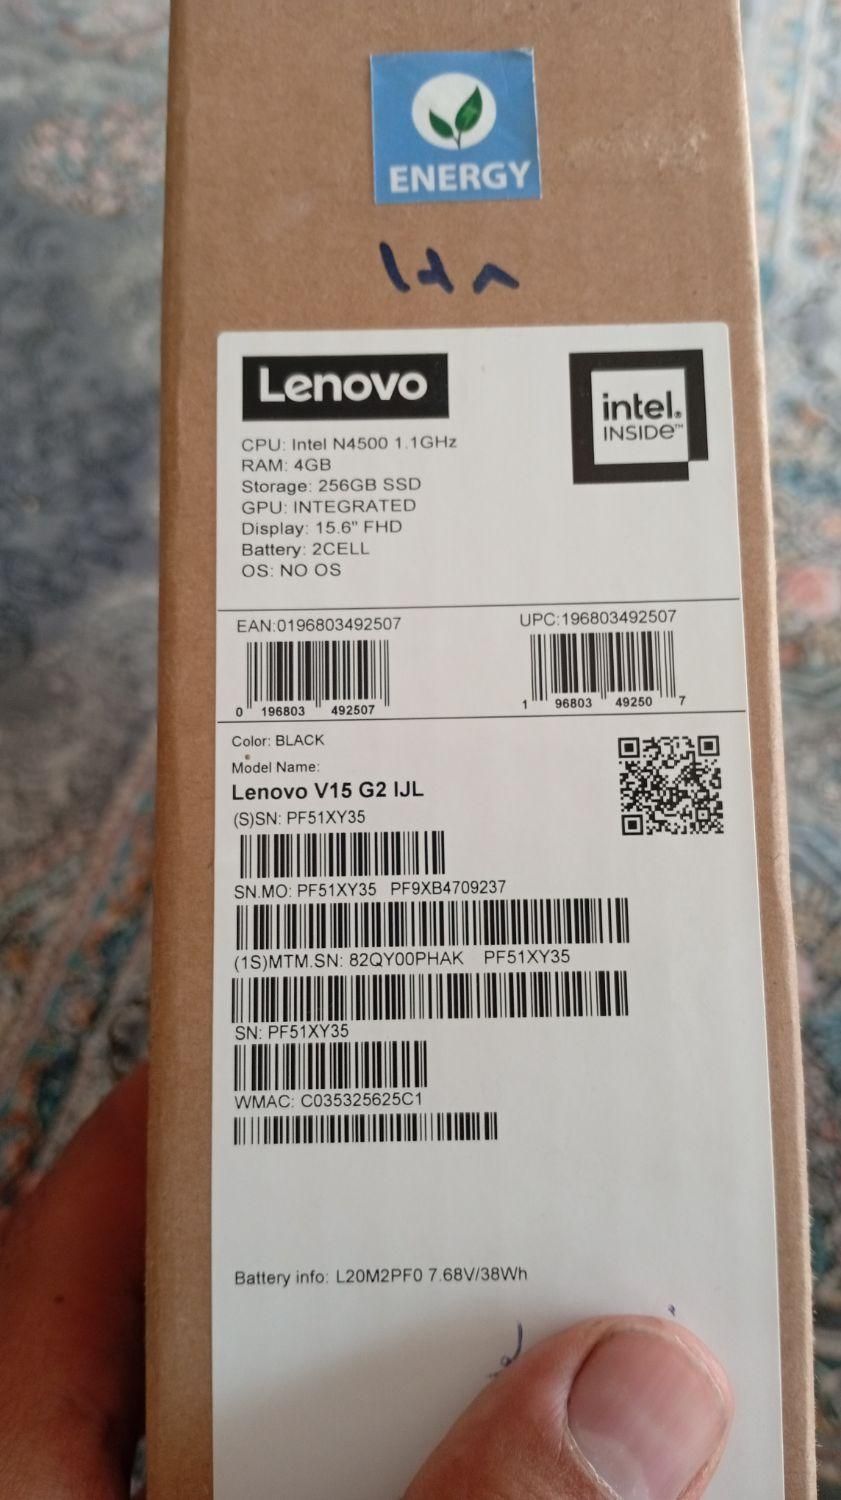 ENERGY
Lenovo
intel.
INSIDE™
CPU: Intel N4500 1.1GHz
RAM: 4GB
Storage: 256GB SSD
GPU: INTEGRATED
Display: 15.6" FHD
Battery: 2CELL
OS: NO OS
EAN:0196803492507
UPC:196803492507
0 196803 492507
1 96803 49250 7
Color: BLACK
Model Name:
Lenovo V15 G2 IJL
(S)SN: PF51XY35
SN.MO: PF51XY35 PF9XB4709237
(1S)MTM.SN: 82QY00PHAK PF51XY35
SN: PF51XY35
WMAC: C035325625C1
Battery info: L20M2PF0 7.68V/38Wh